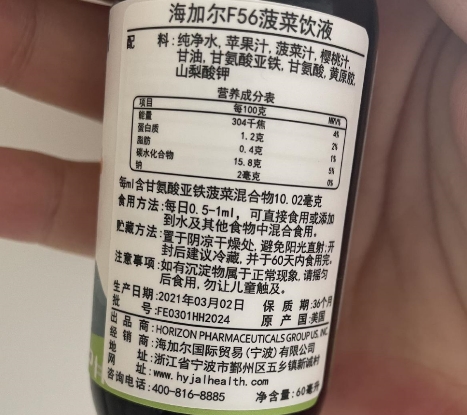 海加尔F56菠菜饮液
配 料:纯净水, 苹果汁, 菠菜汁, 樱桃汁,
甘油, 甘氨酸亚铁, 甘氨酸, 黄原胶,
山梨酸钾
营养成分表
项目 每100克 NRV%
能量 304千焦 4%
蛋白质 1.2克 2%
脂肪 0.4克 1%
碳水化合物 15.8克 5%
钠 2毫克 0%
每ml含甘氨酸亚铁菠菜混合物10.02毫克
食用方法:每日0.5-1ml, 可直接食用或添加
到水及其他食物中混合食用。
贮藏方法:置于阴凉干燥处, 避免阳光直射;开
封后建议冷藏, 并于60天内食用完。
注意事项:如有沉淀物属于正常现象, 请摇匀
后食用, 勿让儿童触及。
生产日期:2021年03月02日 保 质 期:36个月
批 号:FE0301HH2024 原 产 国:美国
出 品 商:HORIZON PHARMACEUTICALS GROUP US, INC.
经 销 商:海加尔国际贸易(宁波)有限公司
地 址:浙江省宁波市鄞州区五乡镇新诚村
网 址:www.hyjalhealth.com
咨询电话:400-816-8885 净含量:60毫升